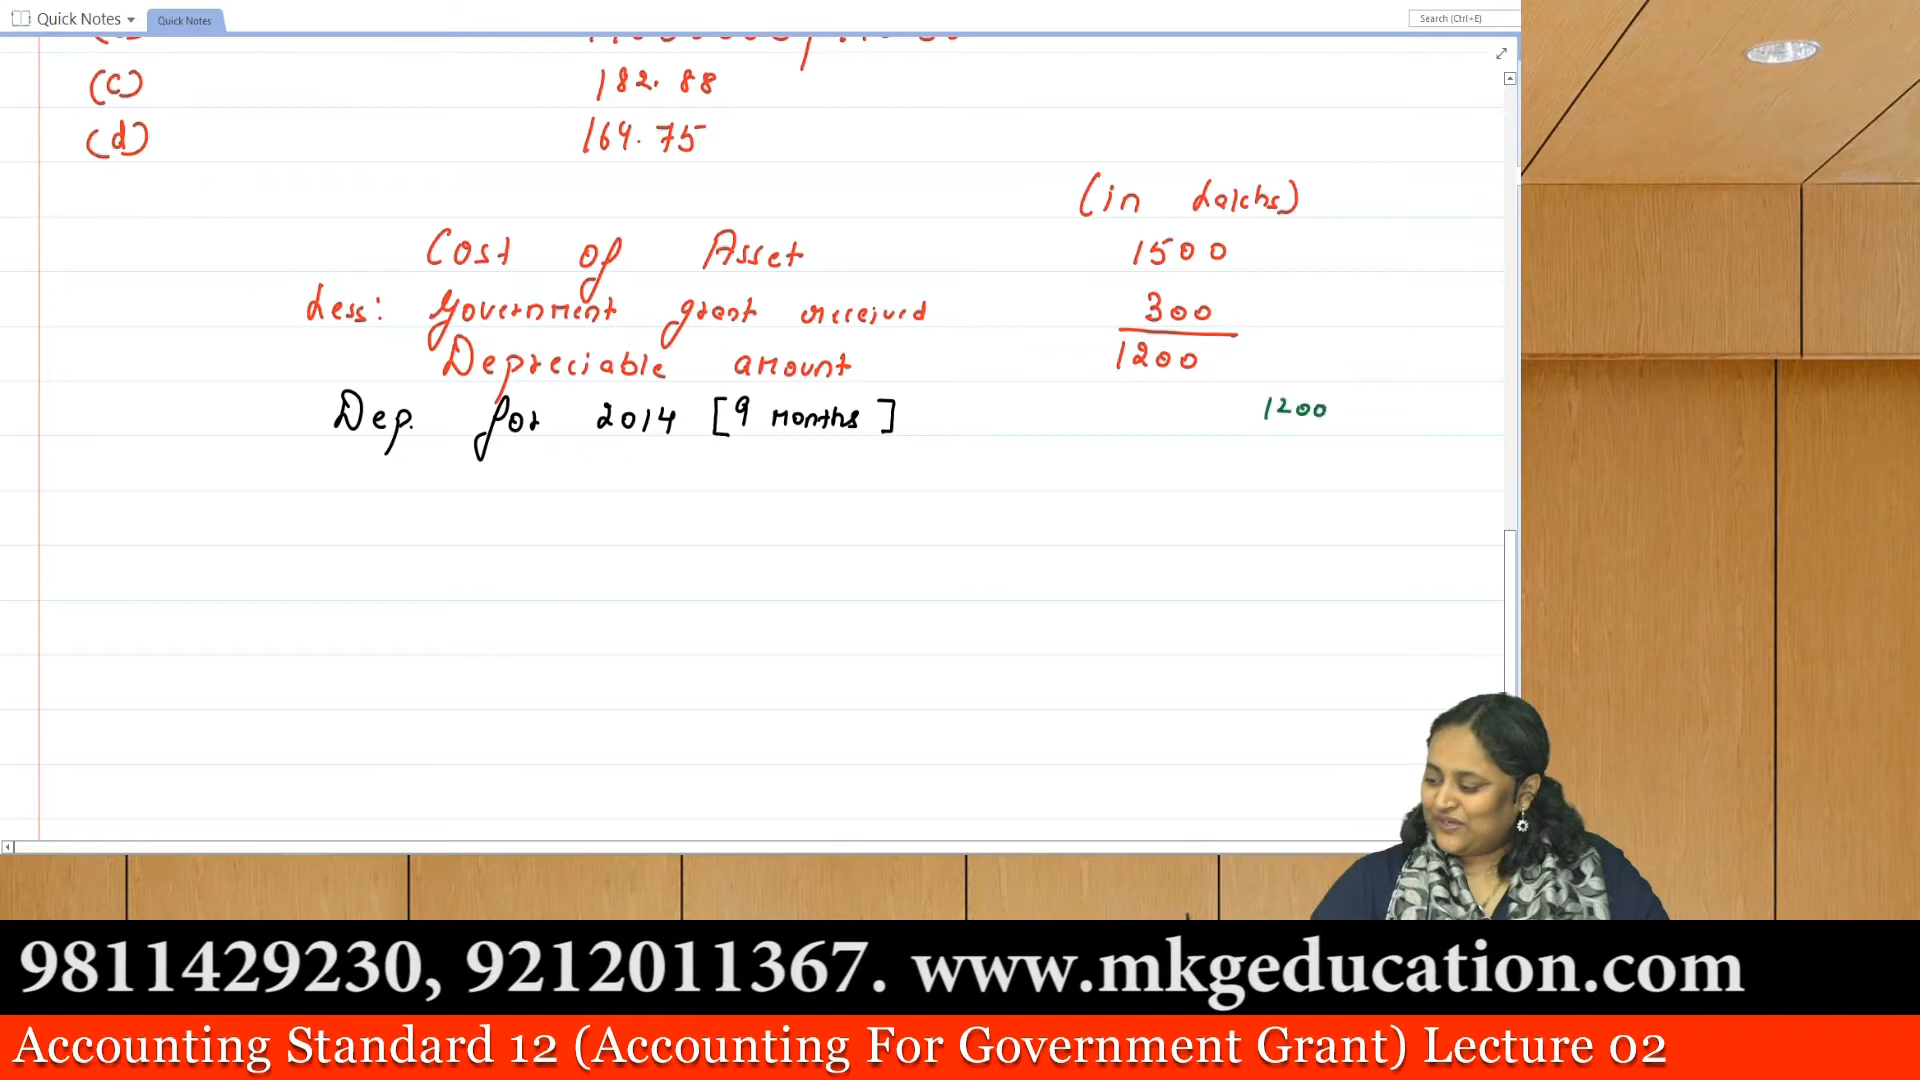 Quick Notes
Quick Notes
Search (Ctrl+E)
(c) 182.88
(d) 164.75
(in Lakhs)
Cost of Asset 1500
Less: Government grant received 300
Depreciable amount 1200
Dep. for 2014 [9 months] 1200
9811429230, 9212011367. www.mkgeducation.com
Accounting Standard 12 (Accounting For Government Grant) Lecture 02